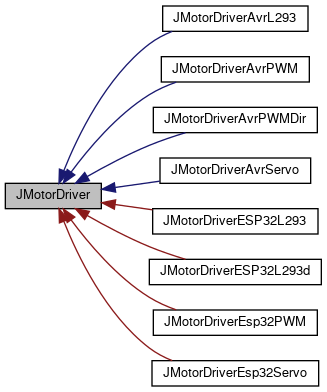 JMotorDriverAvrL293
JMotorDriverAvrPWM
JMotorDriverAvrPWMDir
JMotorDriverAvrServo
JMotorDriver
JMotorDriverESP32L293
JMotorDriverESP32L293d
JMotorDriverEsp32PWM
JMotorDriverEsp32Servo